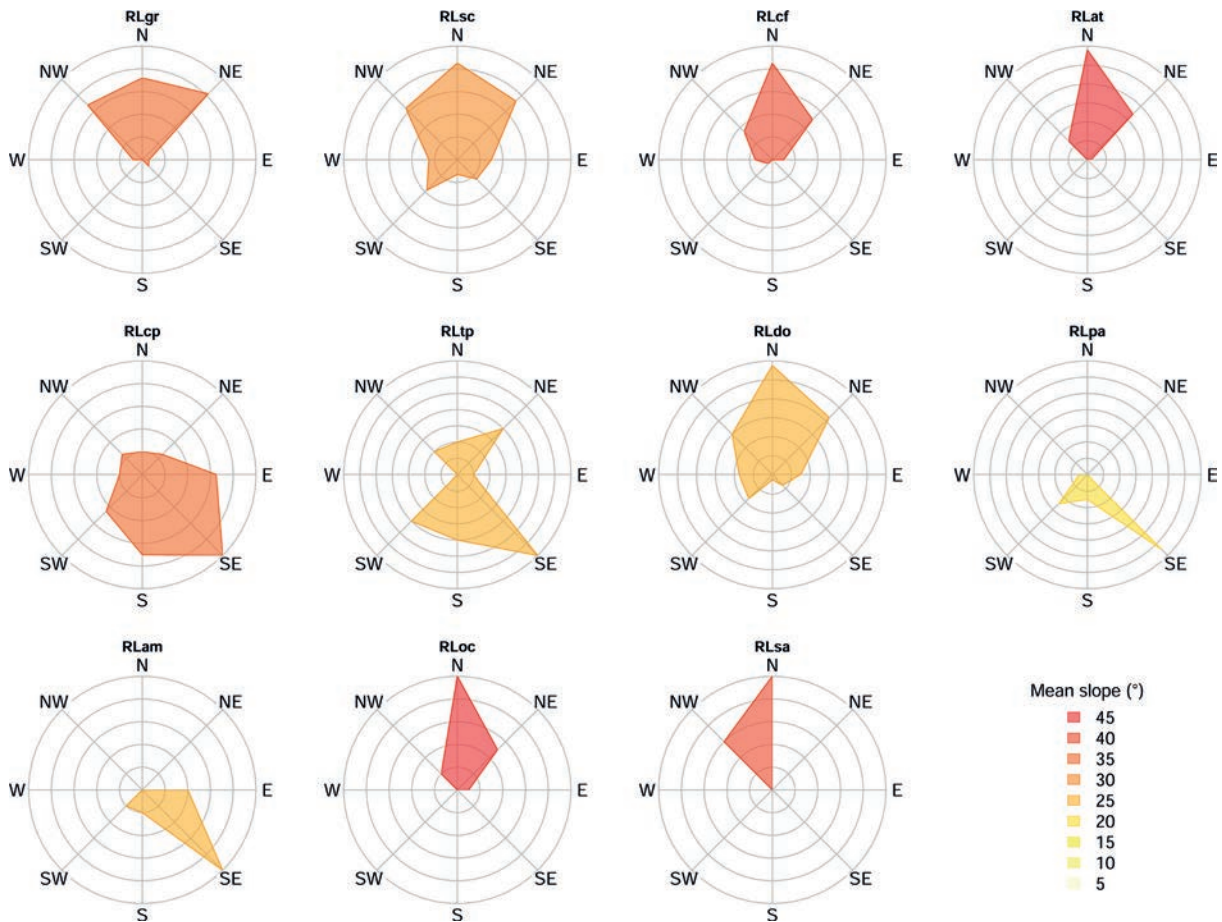 RLgr
N
NW NE
W E
SW SE
S
RLsc
N
NW NE
W E
SW SE
S
RLcf
N
NW NE
W E
SW SE
S
RLat
N
NW NE
W E
SW SE
S
RLcp
N
NW NE
W E
SW SE
S
RLtp
N
NW NE
W E
SW SE
S
RLdo
N
NW NE
W E
SW SE
S
RLpa
N
NW NE
W E
SW SE
S
RLam
N
NW NE
W E
SW SE
S
RLoc
N
NW NE
W E
SW SE
S
RLsa
N
NW NE
W E
SW SE
S
Mean slope (°)
45
40
35
30
25
20
15
10
5